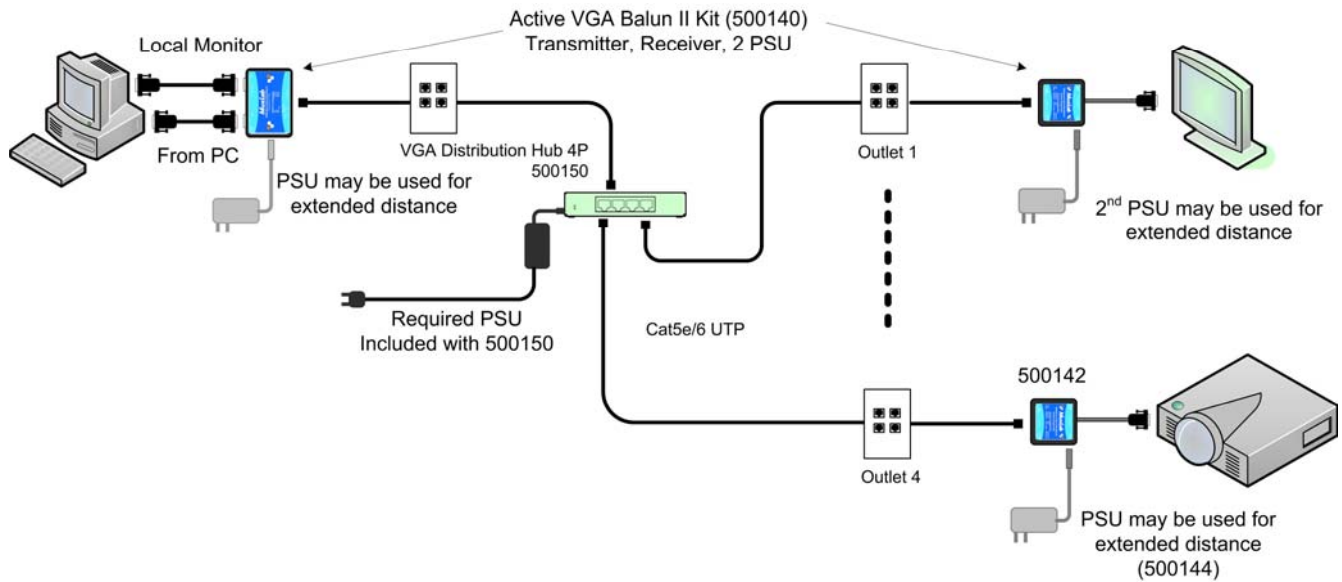 Active VGA Balun II Kit (500140)
Transmitter, Receiver, 2 PSU
Local Monitor
From PC
PSU may be used for
extended distance
VGA Distribution Hub 4P
500150
Required PSU
Included with 500150
Cat5e/6 UTP
Outlet 1
2nd PSU may be used for
extended distance
500142
Outlet 4
PSU may be used for
extended distance
(500144)